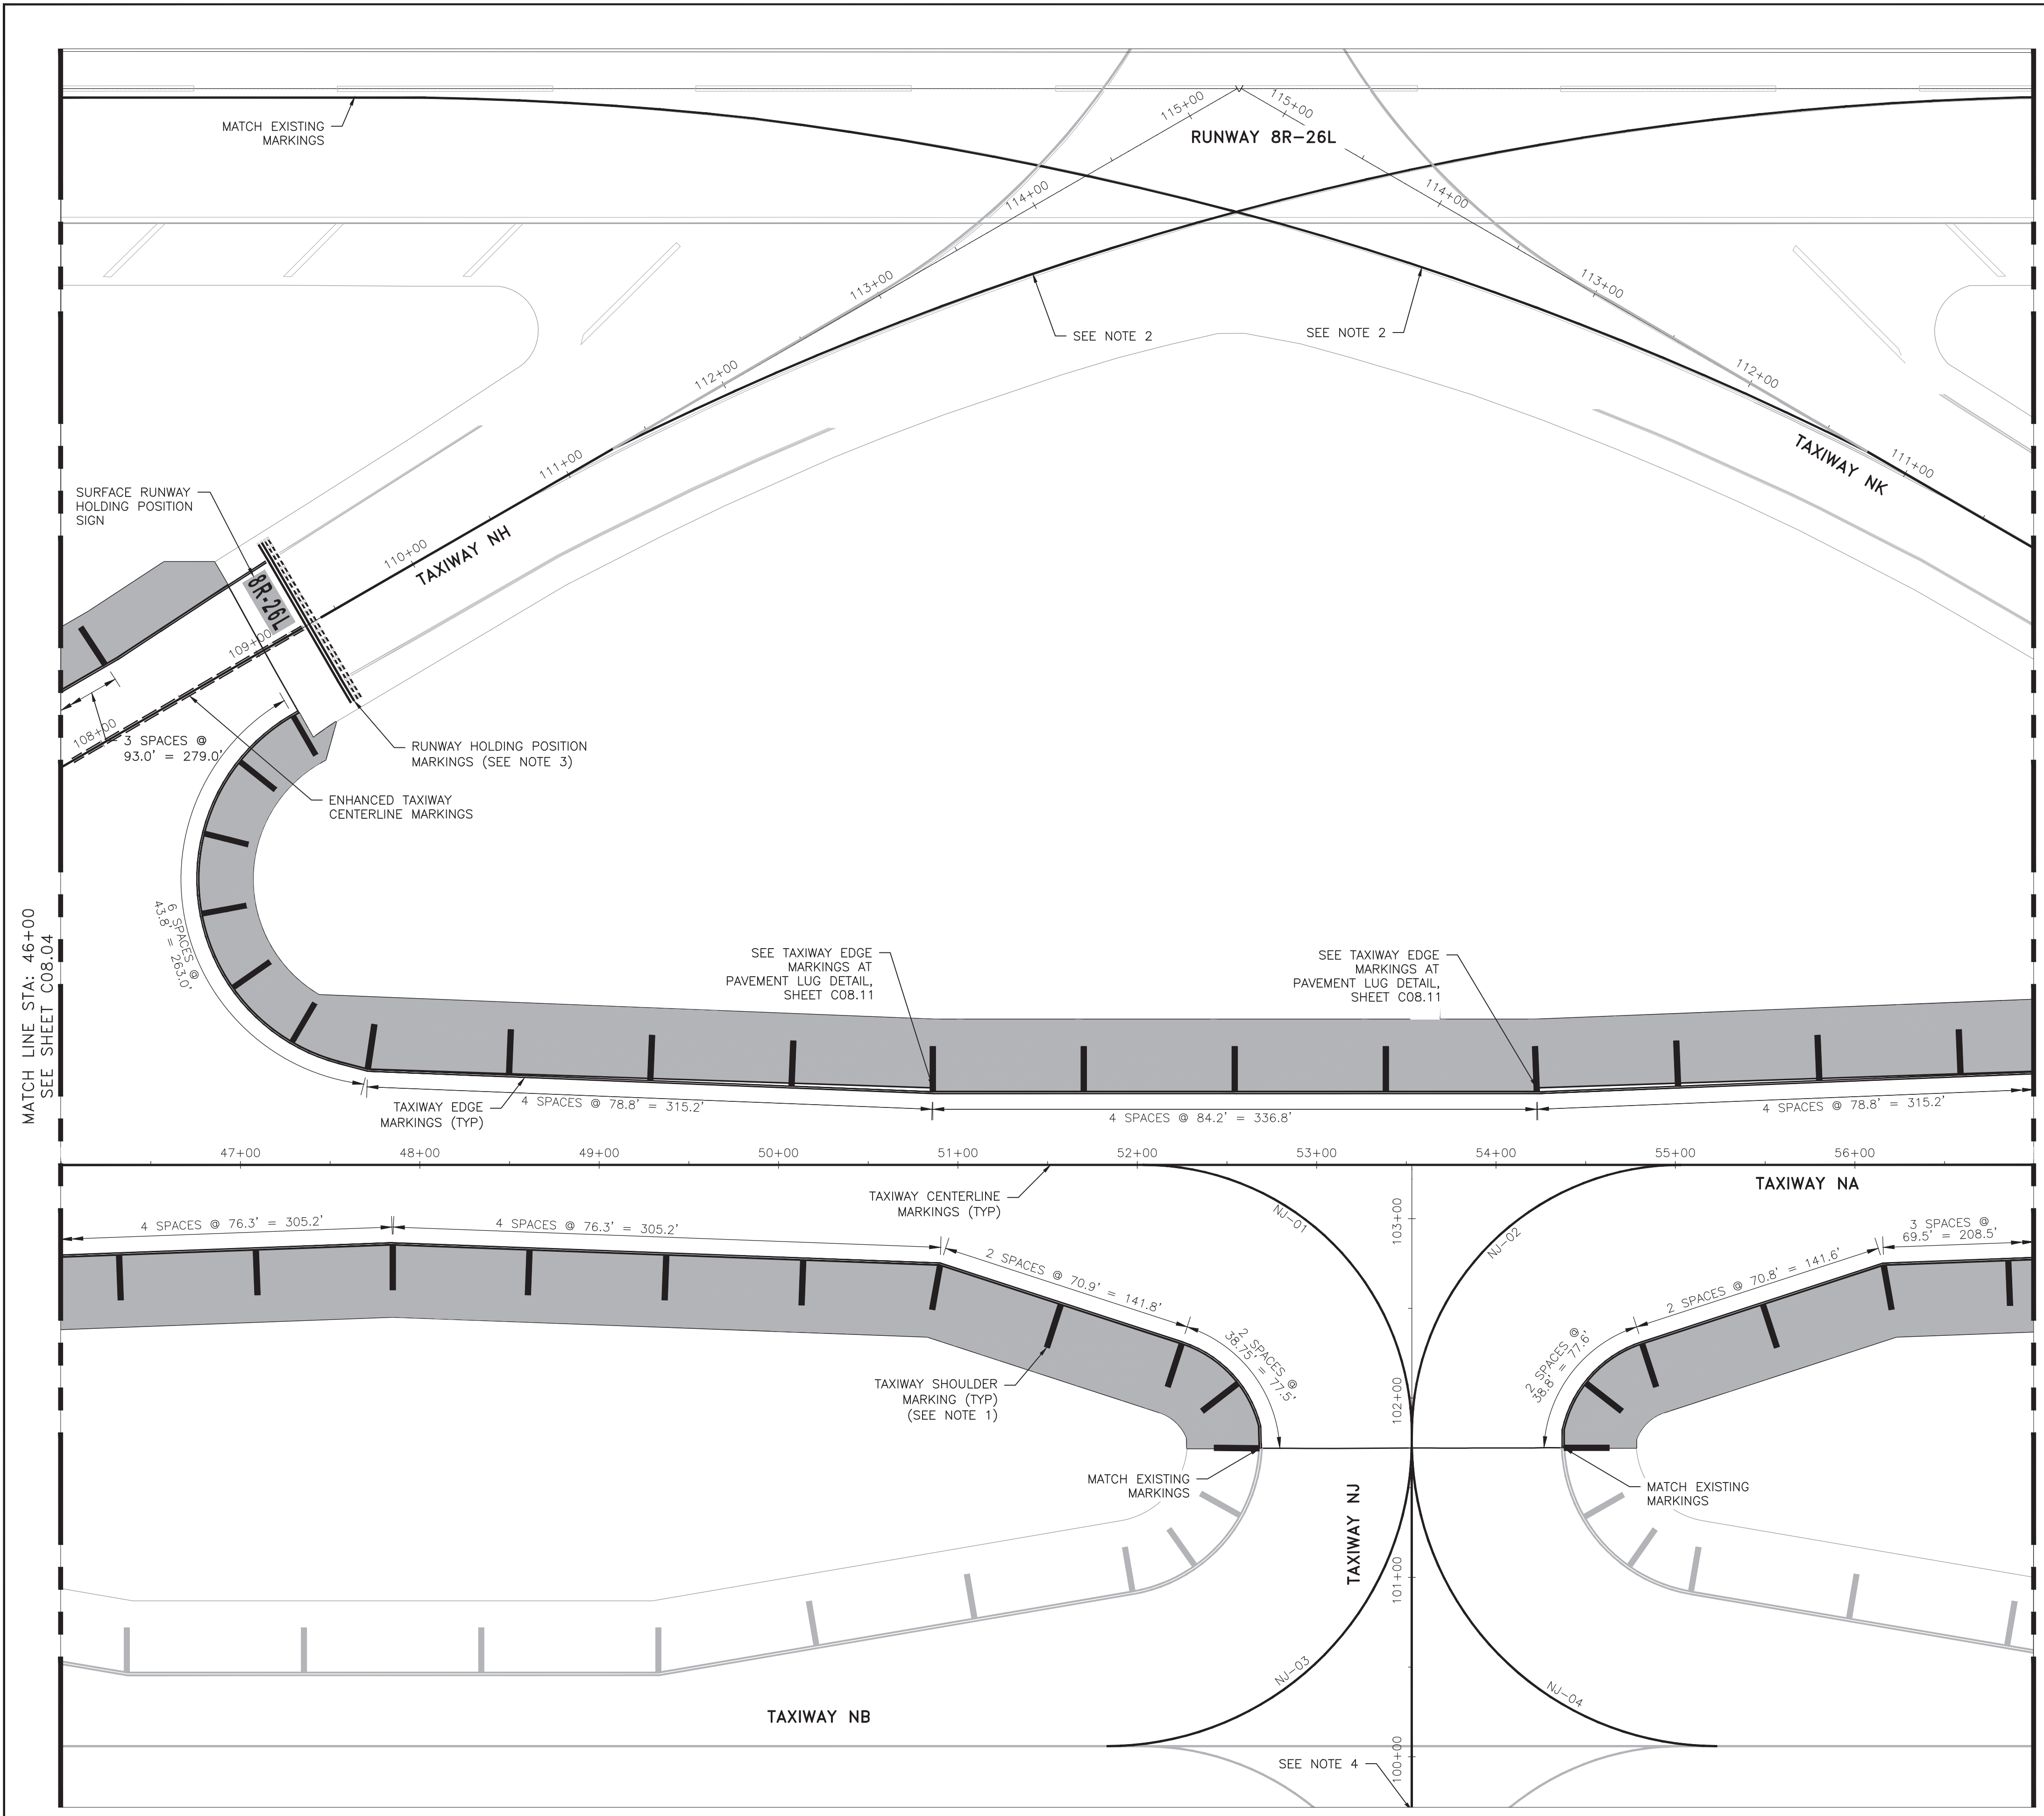 MATCH EXISTING
MARKINGS
115+00
115+00
RUNWAY 8R-26L
114+00
114+00
113+00
113+00
SEE NOTE 2
SEE NOTE 2
112+00
112+00
111+00
111+00
TAXIWAY NK
SURFACE RUNWAY
HOLDING POSITION
SIGN
110+00
TAXIWAY NH
8R-26L
109+00
108+00
3 SPACES @
93.0' = 279.0'
RUNWAY HOLDING POSITION
MARKINGS (SEE NOTE 3)
ENHANCED TAXIWAY
CENTERLINE MARKINGS
6 SPACES @
43.8' = 263.0'
MATCH LINE STA: 46+00
SEE SHEET C08.04
SEE TAXIWAY EDGE
MARKINGS AT
PAVEMENT LUG DETAIL,
SHEET C08.11
SEE TAXIWAY EDGE
MARKINGS AT
PAVEMENT LUG DETAIL,
SHEET C08.11
TAXIWAY EDGE
MARKINGS (TYP)
4 SPACES @ 78.8' = 315.2'
4 SPACES @ 84.2' = 336.8'
4 SPACES @ 78.8' = 315.2'
47+00
48+00
49+00
50+00
51+00
52+00
53+00
54+00
55+00
56+00
TAXIWAY CENTERLINE
MARKINGS (TYP)
TAXIWAY NA
NJ-01
103+00
NJ-02
4 SPACES @ 76.3' = 305.2'
4 SPACES @ 76.3' = 305.2'
2 SPACES @ 70.9' = 141.8'
2 SPACES @ 70.8' = 141.6'
3 SPACES @
69.5' = 208.5'
2 SPACES @
38.75' = 77.5'
2 SPACES @
38.8' = 77.6'
TAXIWAY SHOULDER
MARKING (TYP)
(SEE NOTE 1)
102+00
MATCH EXISTING
MARKINGS
MATCH EXISTING
MARKINGS
TAXIWAY NJ
101+00
NJ-03
NJ-04
TAXIWAY NB
100+00
SEE NOTE 4